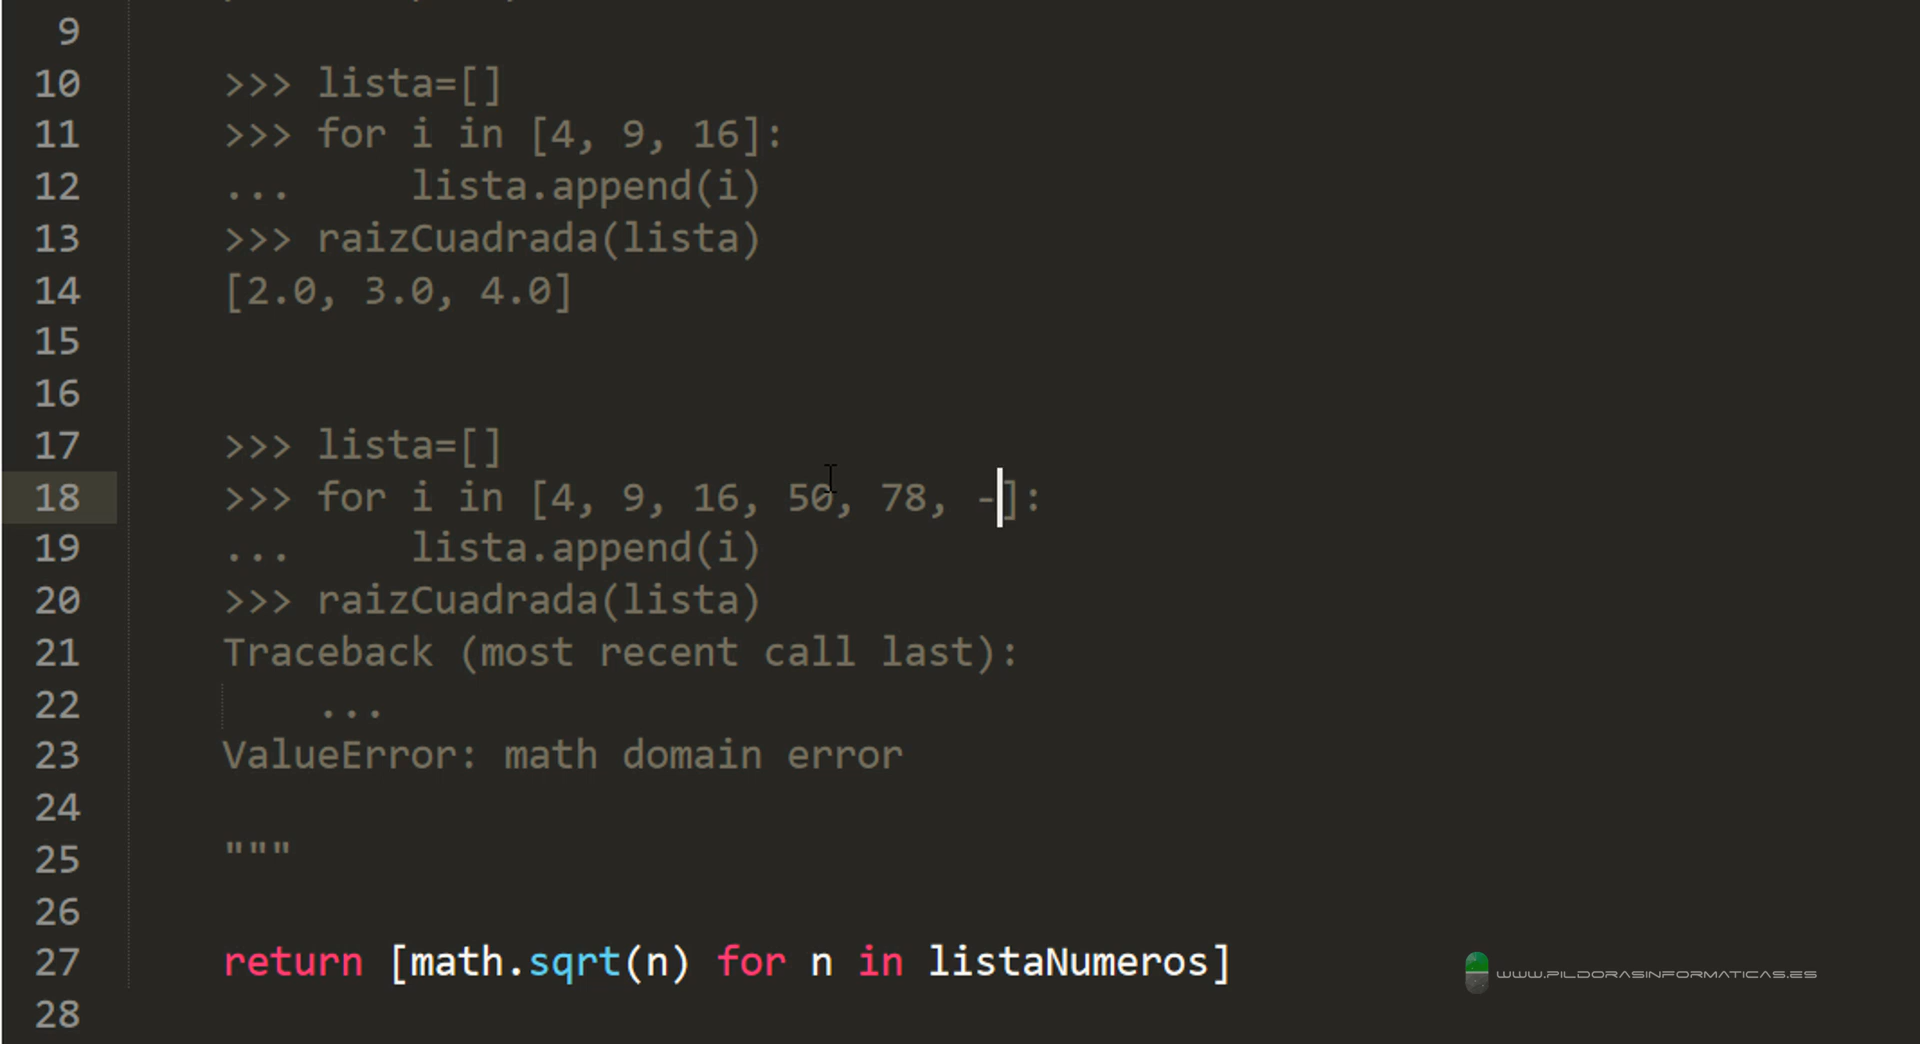 9
10 >>> lista=[]
11 >>> for i in [4, 9, 16]:
12 ...     lista.append(i)
13 >>> raizCuadrada(lista)
14 [2.0, 3.0, 4.0]
15
16
17 >>> lista=[]
18 >>> for i in [4, 9, 16, 50, 78, -]:
19 ...     lista.append(i)
20 >>> raizCuadrada(lista)
21 Traceback (most recent call last):
22     ...
23 ValueError: math domain error
24
25 """
26
27 return [math.sqrt(n) for n in listaNumeros]
WWW.PILDORASINFORMATICAS.ES
28